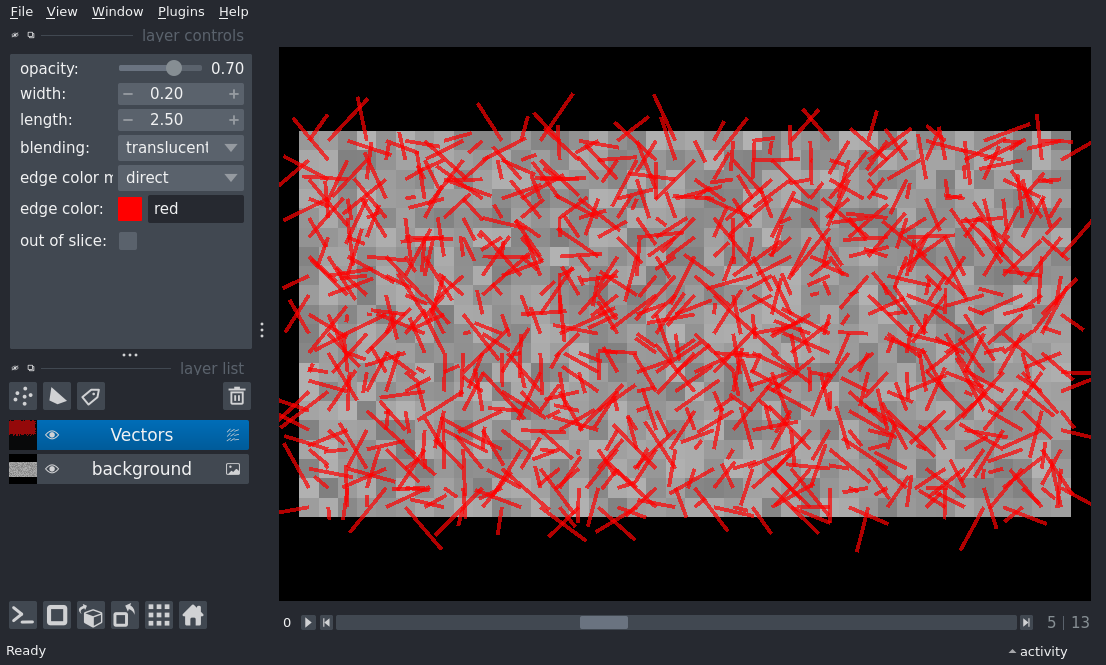 File View Window Plugins Help
layer controls
opacity: 0.70
width: − 0.20 +
length: − 2.50 +
blending: translucent
edge color m direct
edge color: red
out of slice:
layer list
Vectors
background
0 5 | 13
Ready activity